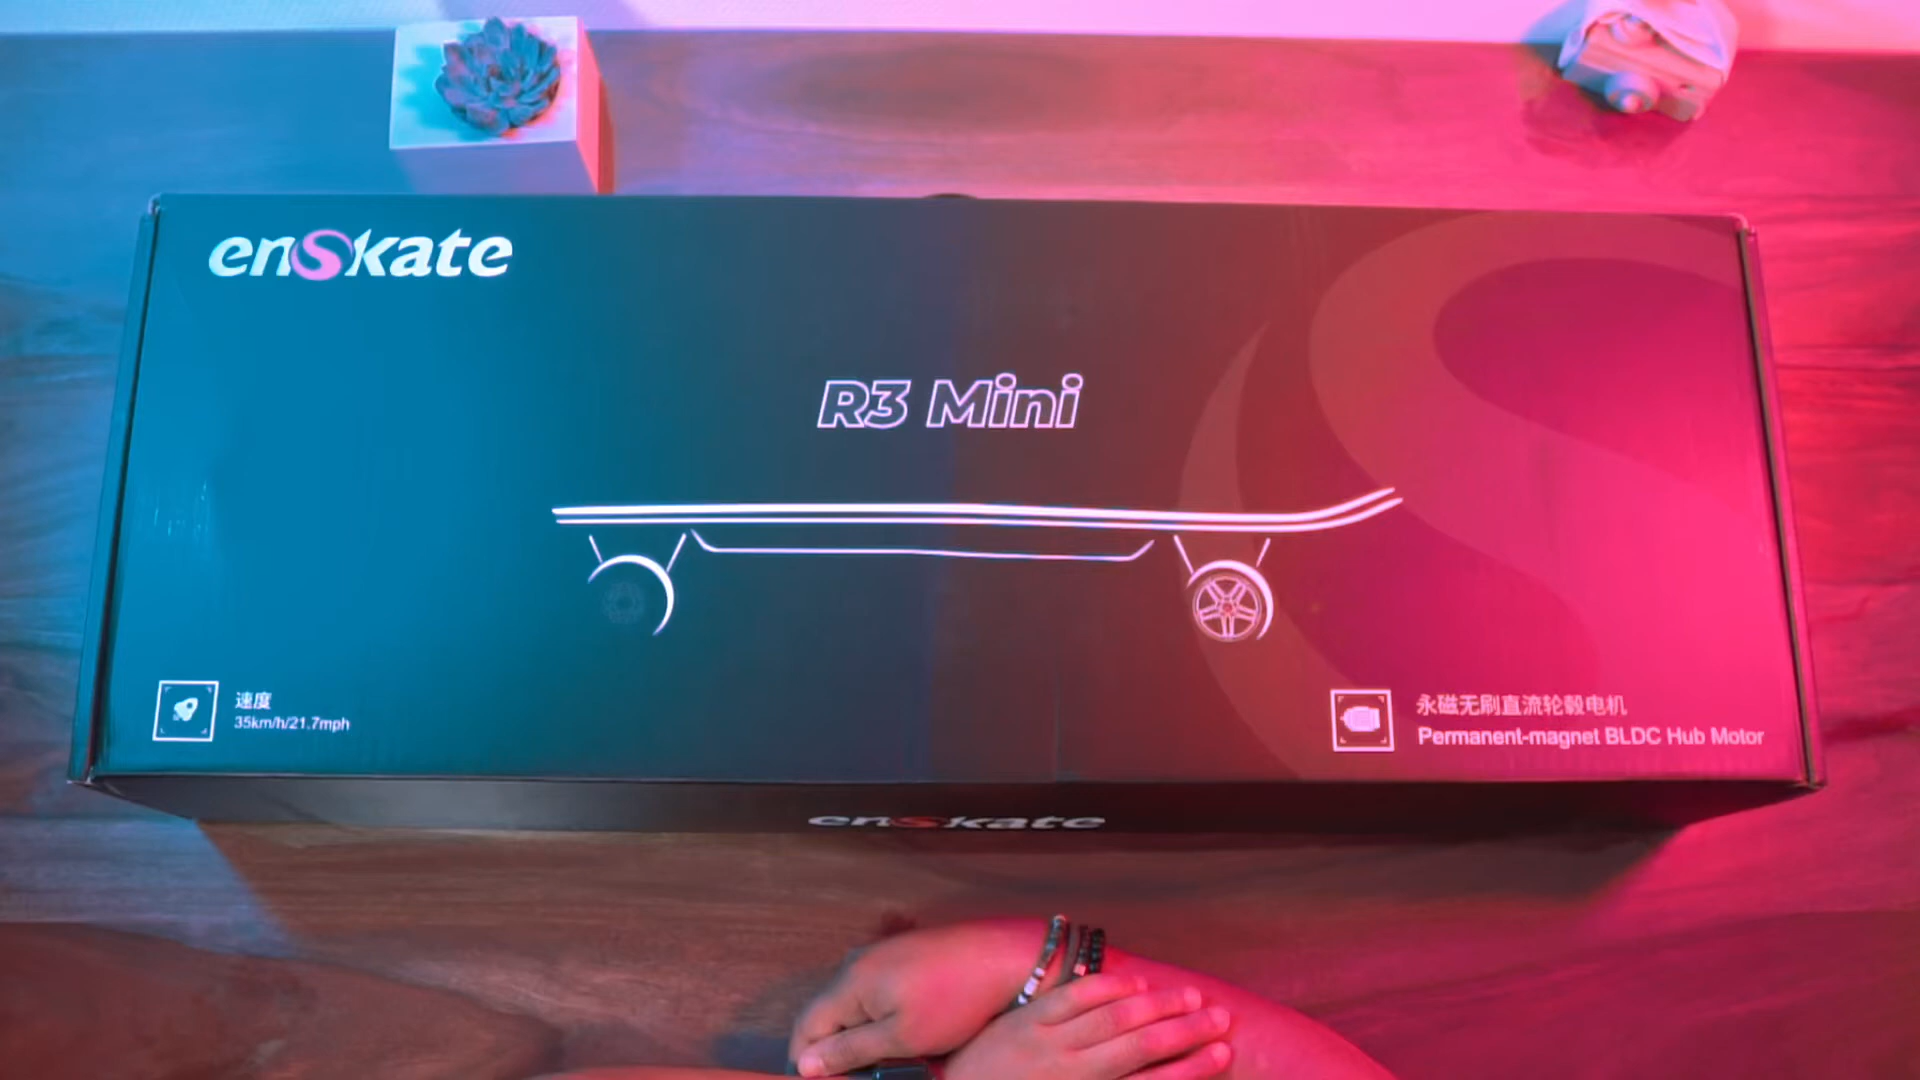 enskate
R3 Mini
速度
35km/h/21.7mph
永磁无刷直流轮毂电机
Permanent-magnet BLDC Hub Motor
enskate